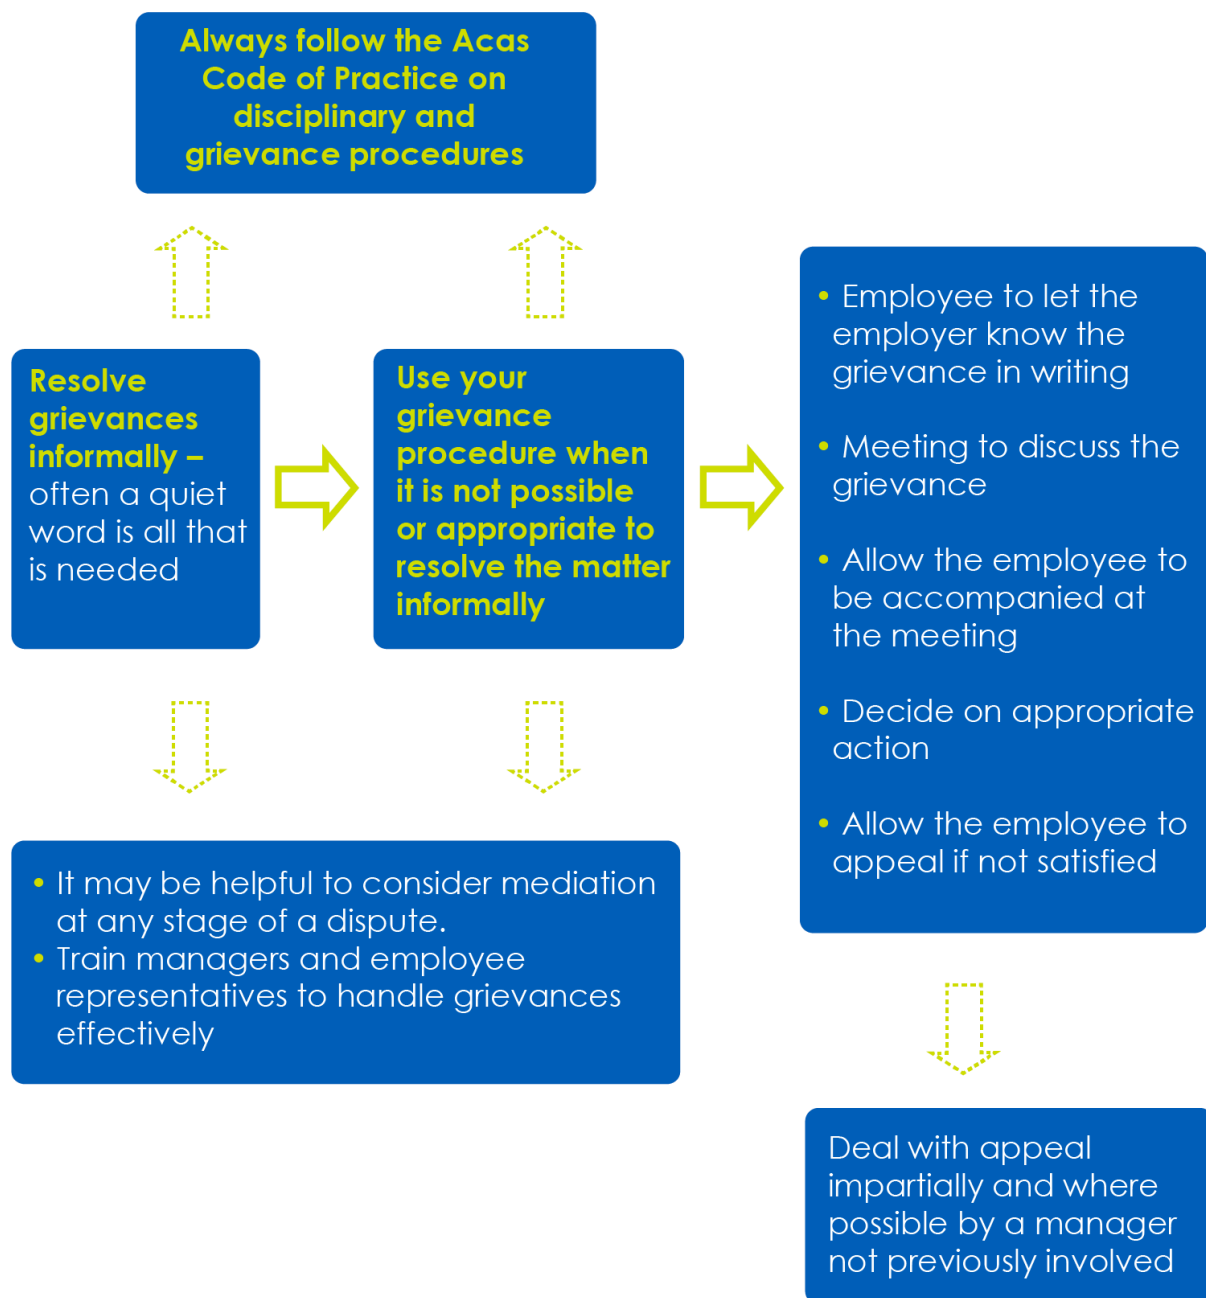 Always follow the Acas
Code of Practice on
disciplinary and
grievance procedures
Resolve
grievances
informally –
often a quiet
word is all that
is needed
Use your
grievance
procedure when
it is not possible
or appropriate to
resolve the matter
informally
• Employee to let the
employer know the
grievance in writing
• Meeting to discuss the
grievance
• Allow the employee to
be accompanied at
the meeting
• Decide on appropriate
action
• Allow the employee to
appeal if not satisfied
• It may be helpful to consider mediation
at any stage of a dispute.
• Train managers and employee
representatives to handle grievances
effectively
Deal with appeal
impartially and where
possible by a manager
not previously involved